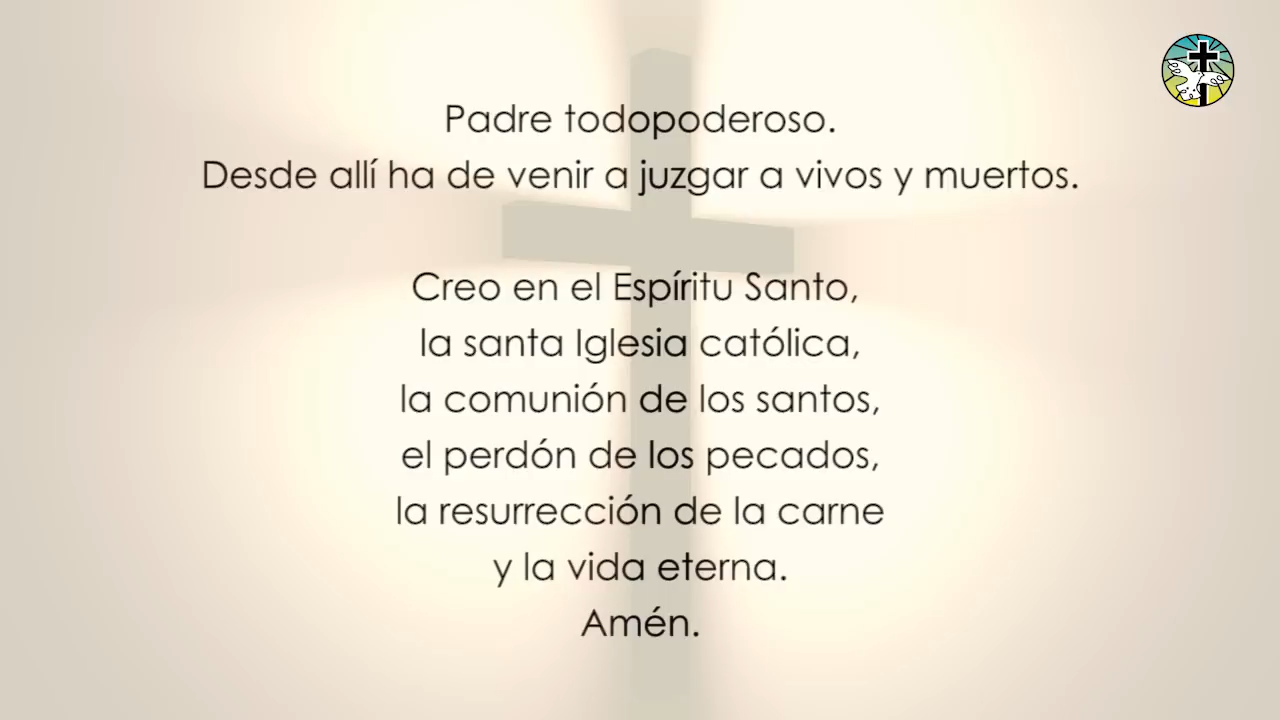 Padre todopoderoso.
Desde allí ha de venir a juzgar a vivos y muertos.
Creo en el Espíritu Santo,
la santa Iglesia católica,
la comunión de los santos,
el perdón de los pecados,
la resurrección de la carne
y la vida eterna.
Amén.